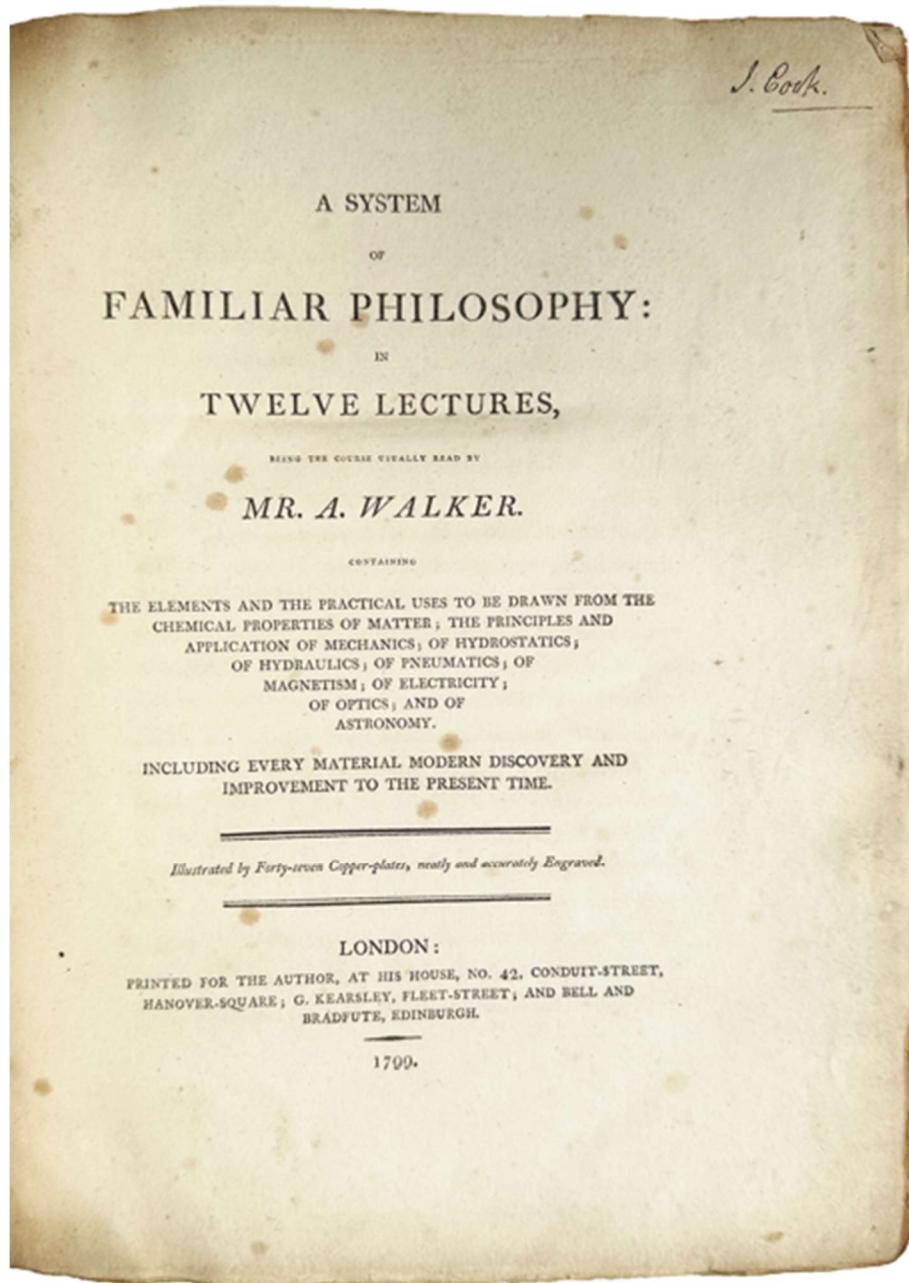 J. Cook.
A SYSTEM
OF
FAMILIAR PHILOSOPHY:
IN
TWELVE LECTURES,
BEING THE COURSE USUALLY READ BY
MR. A. WALKER.
CONTAINING
THE ELEMENTS AND THE PRACTICAL USES TO BE DRAWN FROM THE
CHEMICAL PROPERTIES OF MATTER; THE PRINCIPLES AND
APPLICATION OF MECHANICS; OF HYDROSTATICS;
OF HYDRAULICS; OF PNEUMATICS; OF
MAGNETISM; OF ELECTRICITY;
OF OPTICS; AND OF
ASTRONOMY.
INCLUDING EVERY MATERIAL MODERN DISCOVERY AND
IMPROVEMENT TO THE PRESENT TIME.
Illustrated by Forty-seven Copper-plates, neatly and accurately Engraved.
LONDON:
PRINTED FOR THE AUTHOR, AT HIS HOUSE, NO. 42, CONDUIT-STREET,
HANOVER-SQUARE; G. KEARSLEY, FLEET-STREET; AND BELL AND
BRADFUTE, EDINBURGH.
1799.